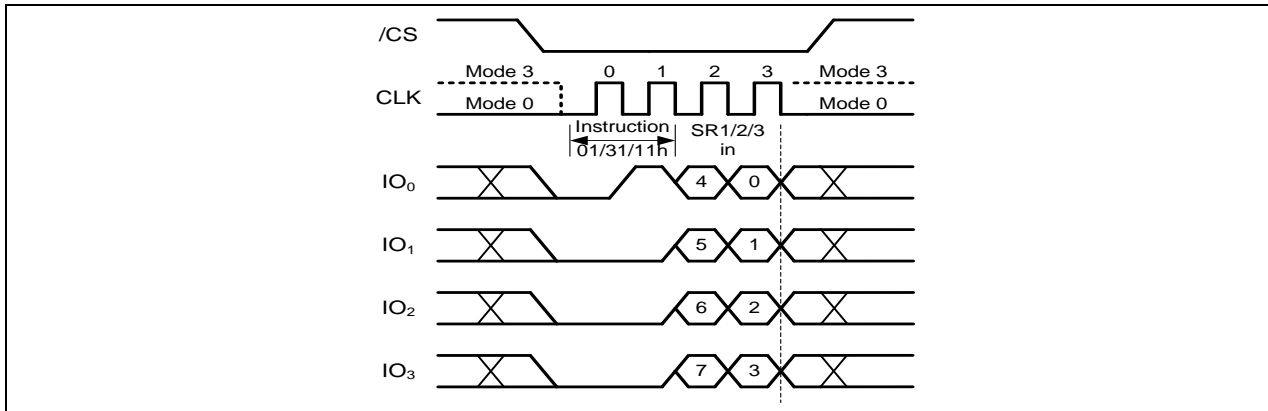 /CS
Mode 3 0 1 2 3 Mode 3
CLK Mode 0 Mode 0
Instruction SR1/2/3
01/31/11h in
IO₀ 4 0
IO₁ 5 1
IO₂ 6 2
IO₃ 7 3